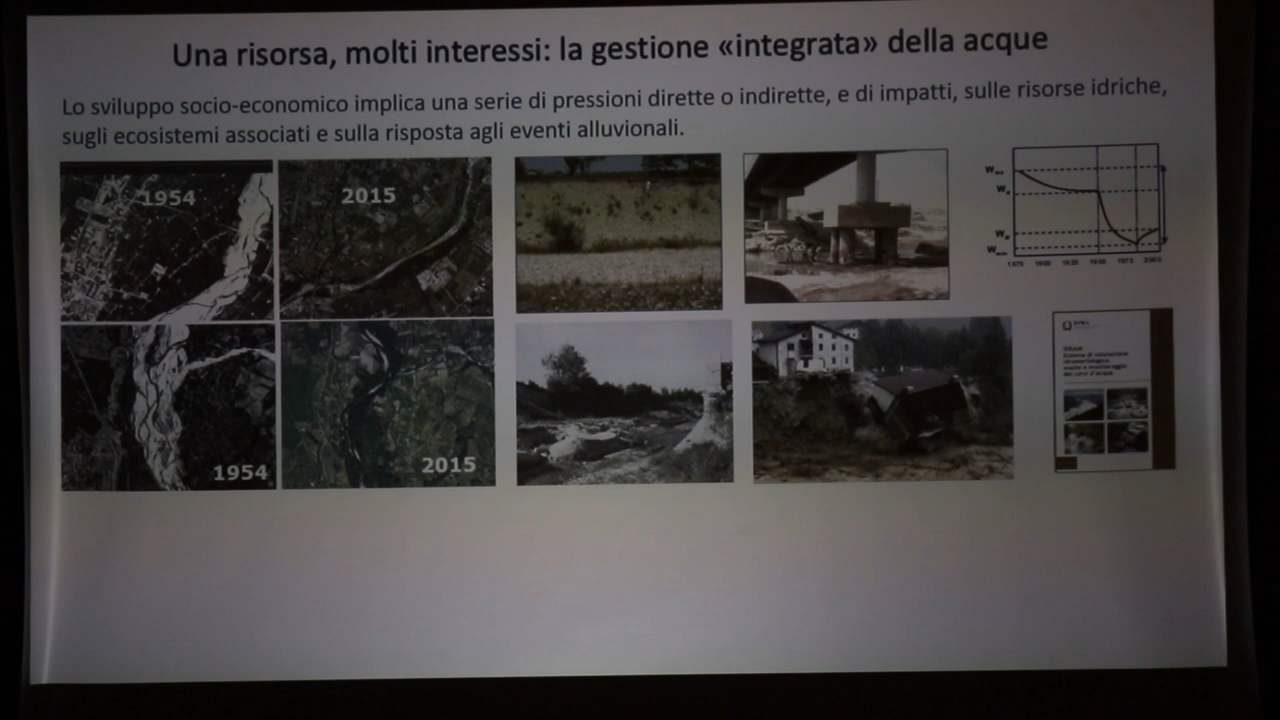 Una risorsa, molti interessi: la gestione «integrata» della acque
Lo sviluppo socio-economico implica una serie di pressioni dirette o indirette, e di impatti, sulle risorse idriche,
sugli ecosistemi associati e sulla risposta agli eventi alluvionali.
1954
2015
1954
2015
1900